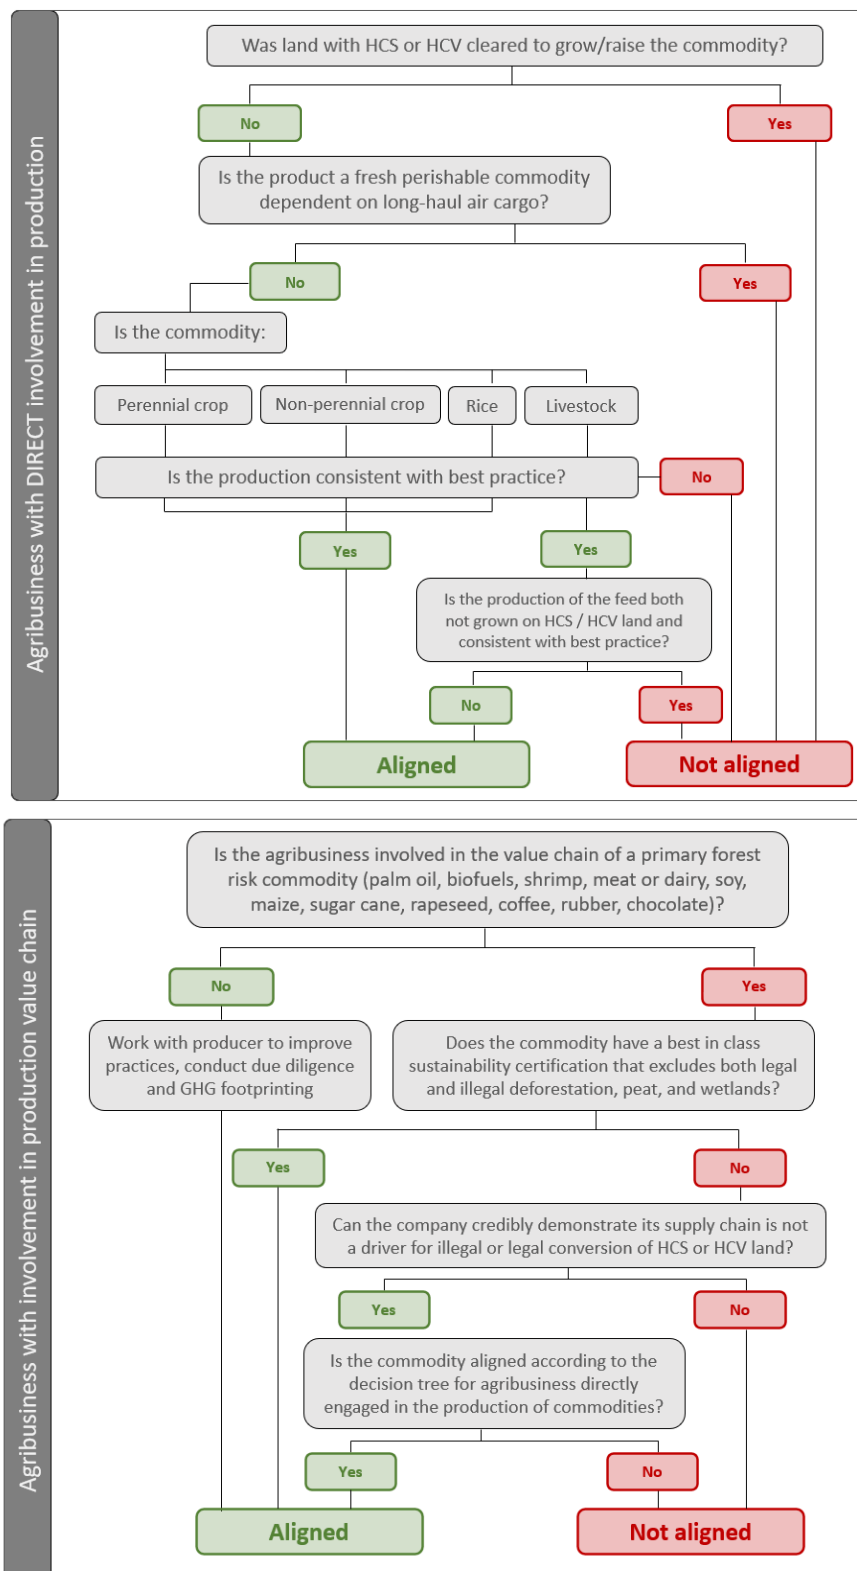 Agribusiness with DIRECT involvement in production
Was land with HCS or HCV cleared to grow/raise the commodity?
No
Yes
Is the product a fresh perishable commodity
dependent on long-haul air cargo?
No
Yes
Is the commodity:
Perennial crop
Non-perennial crop
Rice
Livestock
Is the production consistent with best practice?
No
Yes
Yes
Is the production of the feed both
not grown on HCS / HCV land and
consistent with best practice?
No
Yes
Aligned
Not aligned
Agribusiness with involvement in production value chain
Is the agribusiness involved in the value chain of a primary forest
risk commodity (palm oil, biofuels, shrimp, meat or dairy, soy,
maize, sugar cane, rapeseed, coffee, rubber, chocolate)?
No
Yes
Work with producer to improve
practices, conduct due diligence
and GHG footprinting
Does the commodity have a best in class
sustainability certification that excludes both legal
and illegal deforestation, peat, and wetlands?
Yes
No
Can the company credibly demonstrate its supply chain is not
a driver for illegal or legal conversion of HCS or HCV land?
Yes
No
Is the commodity aligned according to the
decision tree for agribusiness directly
engaged in the production of commodities?
Yes
No
Aligned
Not aligned